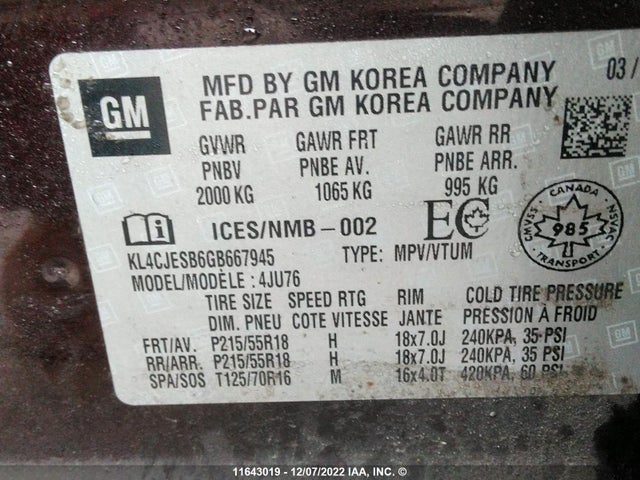 GM
MFD BY GM KOREA COMPANY 03/
FAB.PAR GM KOREA COMPANY
GVWR GAWR FRT GAWR RR
PNBV PNBE AV. PNBE ARR.
2000 KG 1065 KG 995 KG
i ICES/NMB-002 EC
CANADA
CMVSS 985 NSVAC
TRANSPORT
KL4CJESB6GB667945 TYPE: MPV/VTUM
MODEL/MODÈLE : 4JU76
TIRE SIZE SPEED RTG RIM COLD TIRE PRESSURE
DIM. PNEU COTE VITESSE JANTE PRESSION À FROID
FRT/AV. P215/55R18 H 18x7.0J 240KPA, 35 PSI
RR/ARR. P215/55R18 H 18x7.0J 240KPA, 35 PSI
SPA/SOS T125/70R16 M 16x4.0T 420KPA, 60 PSI
11643019 - 12/07/2022 IAA, INC. ©